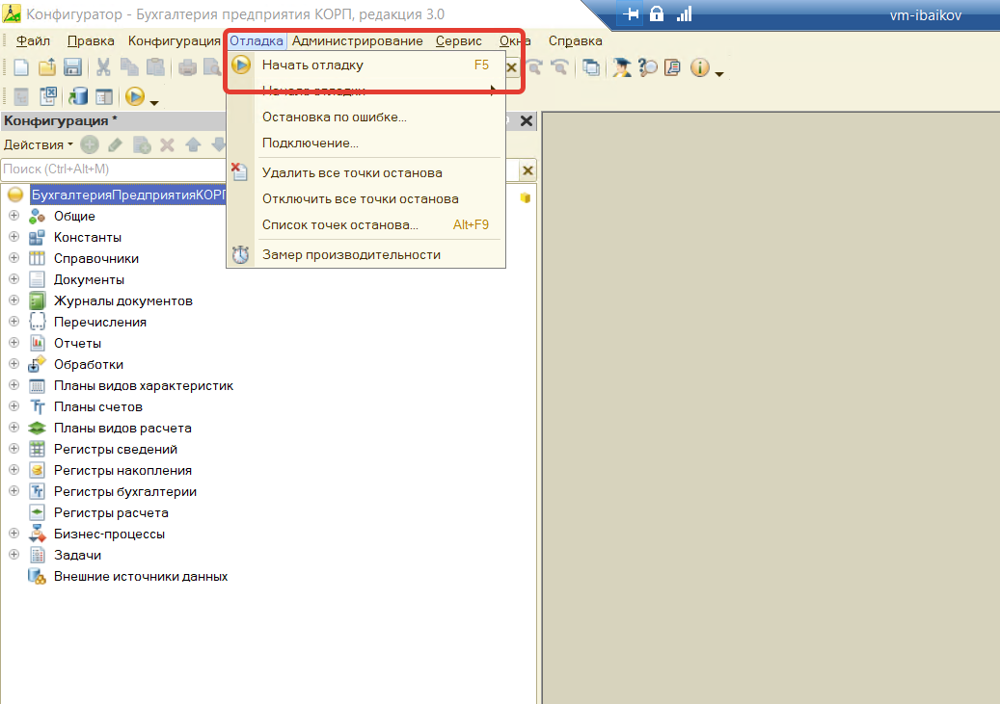 Конфигуратор - Бухгалтерия предприятия КОРП, редакция 3.0
vm-ibaikov
Файл Правка Конфигурация Отладка Администрирование Сервис Окна Справка
Начать отладку F5
Начало отладки
Остановка по ошибке...
Подключение...
Удалить все точки останова
Отключить все точки останова
Список точек останова... Alt+F9
Замер производительности
Конфигурация *
Действия
Поиск (Ctrl+Alt+M)
БухгалтерияПредприятияКОРП
Общие
Константы
Справочники
Документы
Журналы документов
Перечисления
Отчеты
Обработки
Планы видов характеристик
Планы счетов
Планы видов расчета
Регистры сведений
Регистры накопления
Регистры бухгалтерии
Регистры расчета
Бизнес-процессы
Задачи
Внешние источники данных